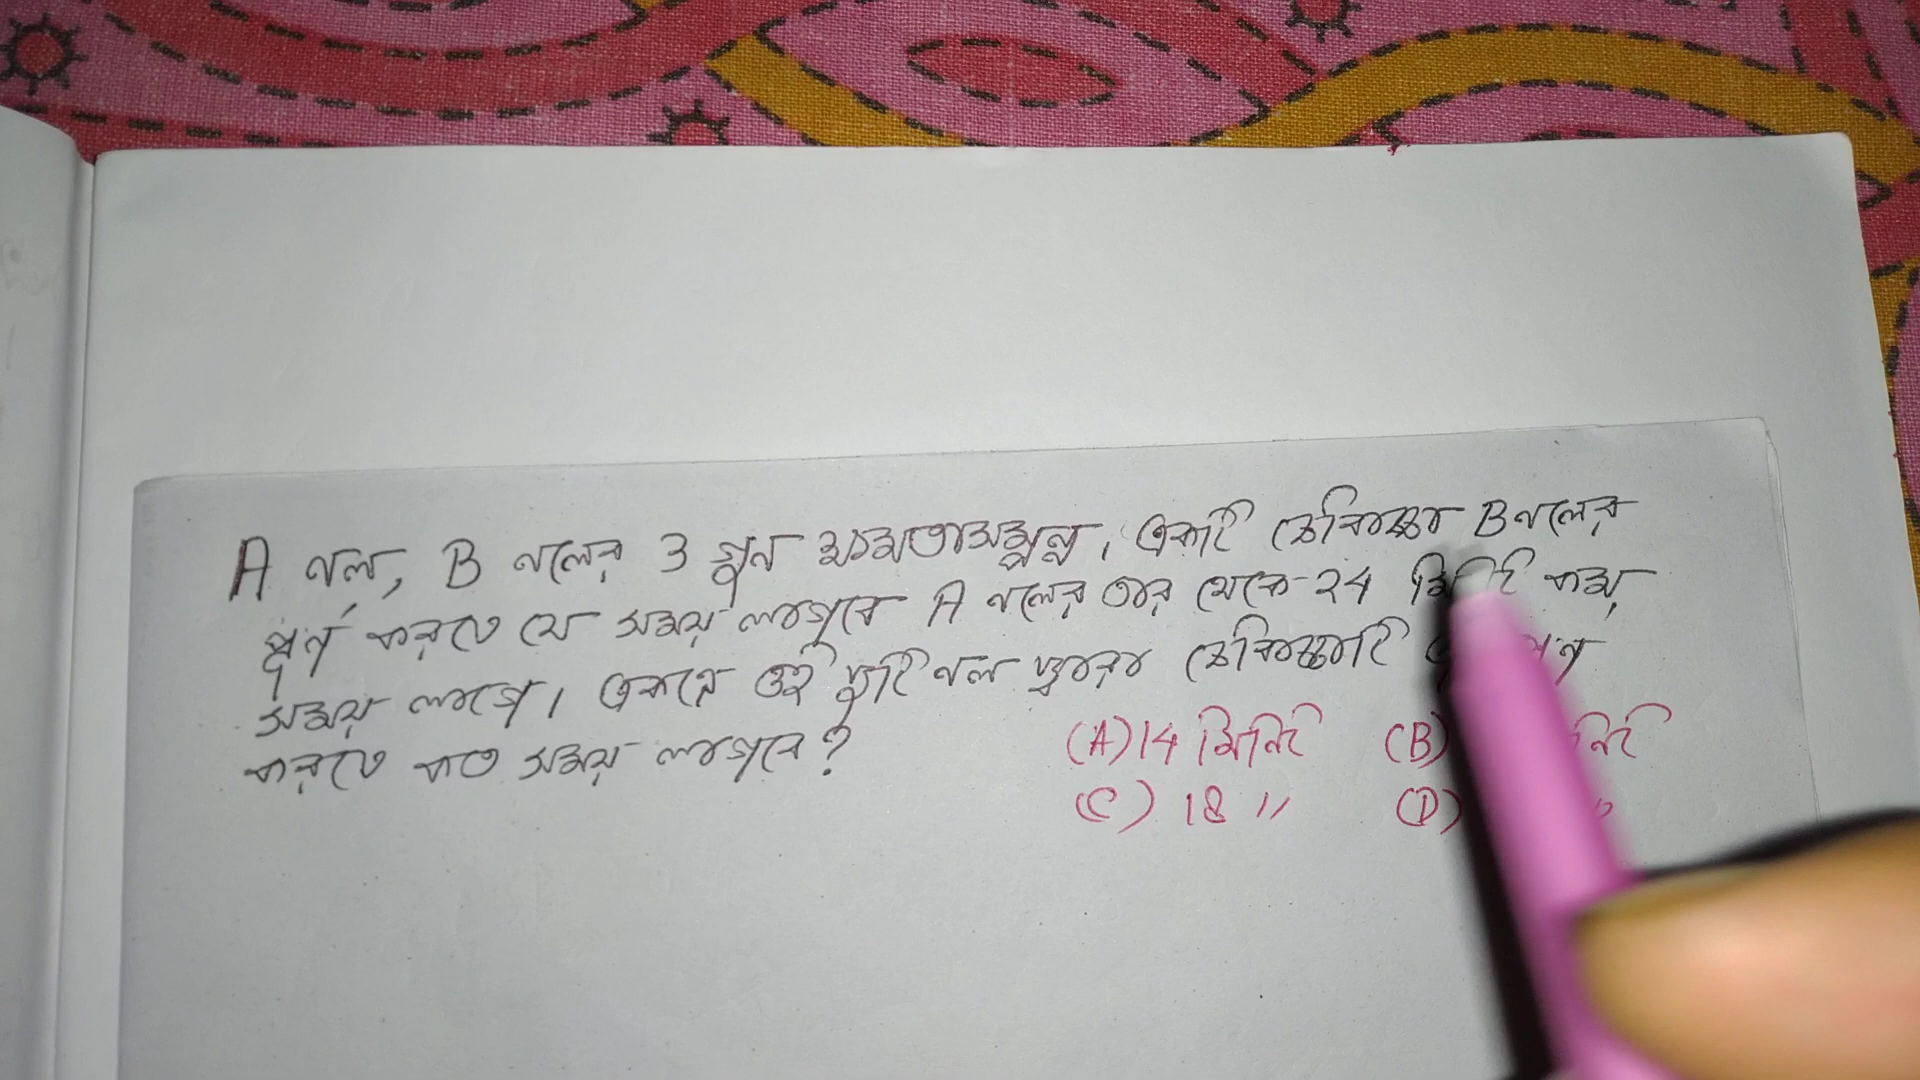 A নল, B নলের 3 গুন ক্ষমতাসম্পন্ন, একটি চৌবাচ্চা B নলের
পূর্ণ করতে যে সময় লাগবে A নলের তার থেকে 24 মিনিট কম
সময় লাগে, একত্রে ওই দুটি নল দ্বারা চৌবাচ্চাটি
করতে কত সময় লাগবে?
(A) 14 মিনিট (B)
(C) 18 " (D) "